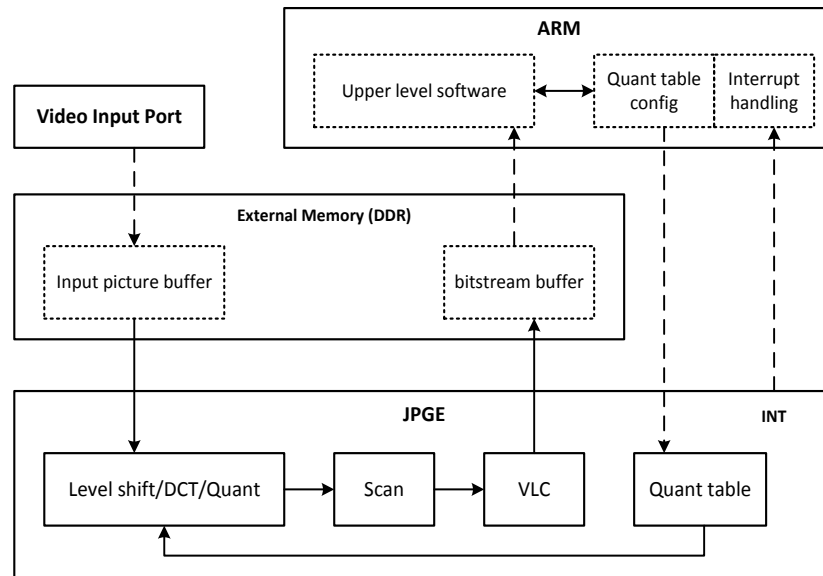 ARM
Upper level software
Quant table
config
Interrupt
handling
Video Input Port
External Memory (DDR)
Input picture buffer
bitstream buffer
JPGE
INT
Level shift/DCT/Quant
Scan
VLC
Quant table